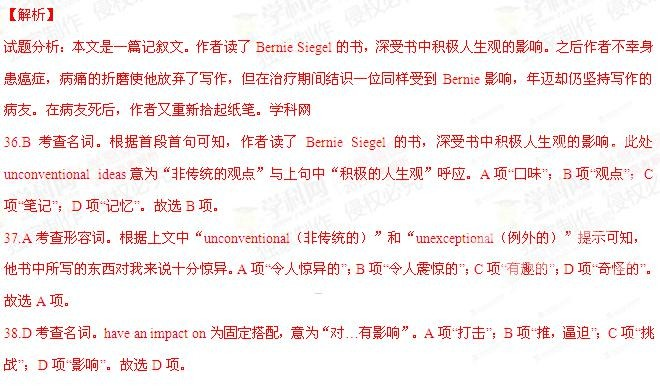 【解析】
试题分析：本文是一篇记叙文。作者读了 Bernie Siegel 的书，深受书中积极人生观的影响。之后作者不幸身
患癌症，病痛的折磨使他放弃了写作，但在治疗期间结识一位同样受到 Bernie 影响，年迈却仍坚持写作的
病友。在病友死后，作者又重新拾起纸笔。学科网
36.B 考查名词。根据首段首句可知，作者读了 Bernie Siegel 的书，深受书中积极人生观的影响。此处
unconventional ideas 意为“非传统的观点”与上句中“积极的人生观”呼应。A 项“口味”；B 项“观点”；C
项“笔记”；D 项“记忆”。故选 B 项。
37.A 考查形容词。根据上文中“unconventional（非传统的）”和“unexceptional（例外的）”提示可知，
他书中所写的东西对我来说十分惊异。A 项“令人惊异的”；B 项“令人震惊的”；C 项“有趣的”；D 项“奇怪的”。
故选 A 项。
38.D 考查名词。have an impact on 为固定搭配，意为“对…有影响”。A 项“打击”；B 项“推，逼迫”；C 项“挑
战”；D 项“影响”。故选 D 项。